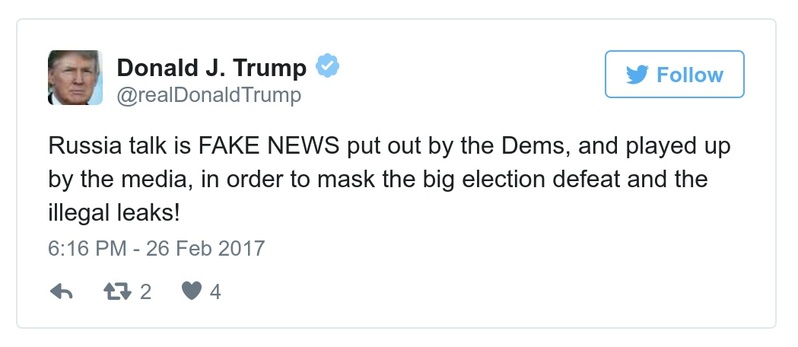 Donald J. Trump
@realDonaldTrump
Follow
Russia talk is FAKE NEWS put out by the Dems, and played up
by the media, in order to mask the big election defeat and the
illegal leaks!
6:16 PM - 26 Feb 2017
2 4